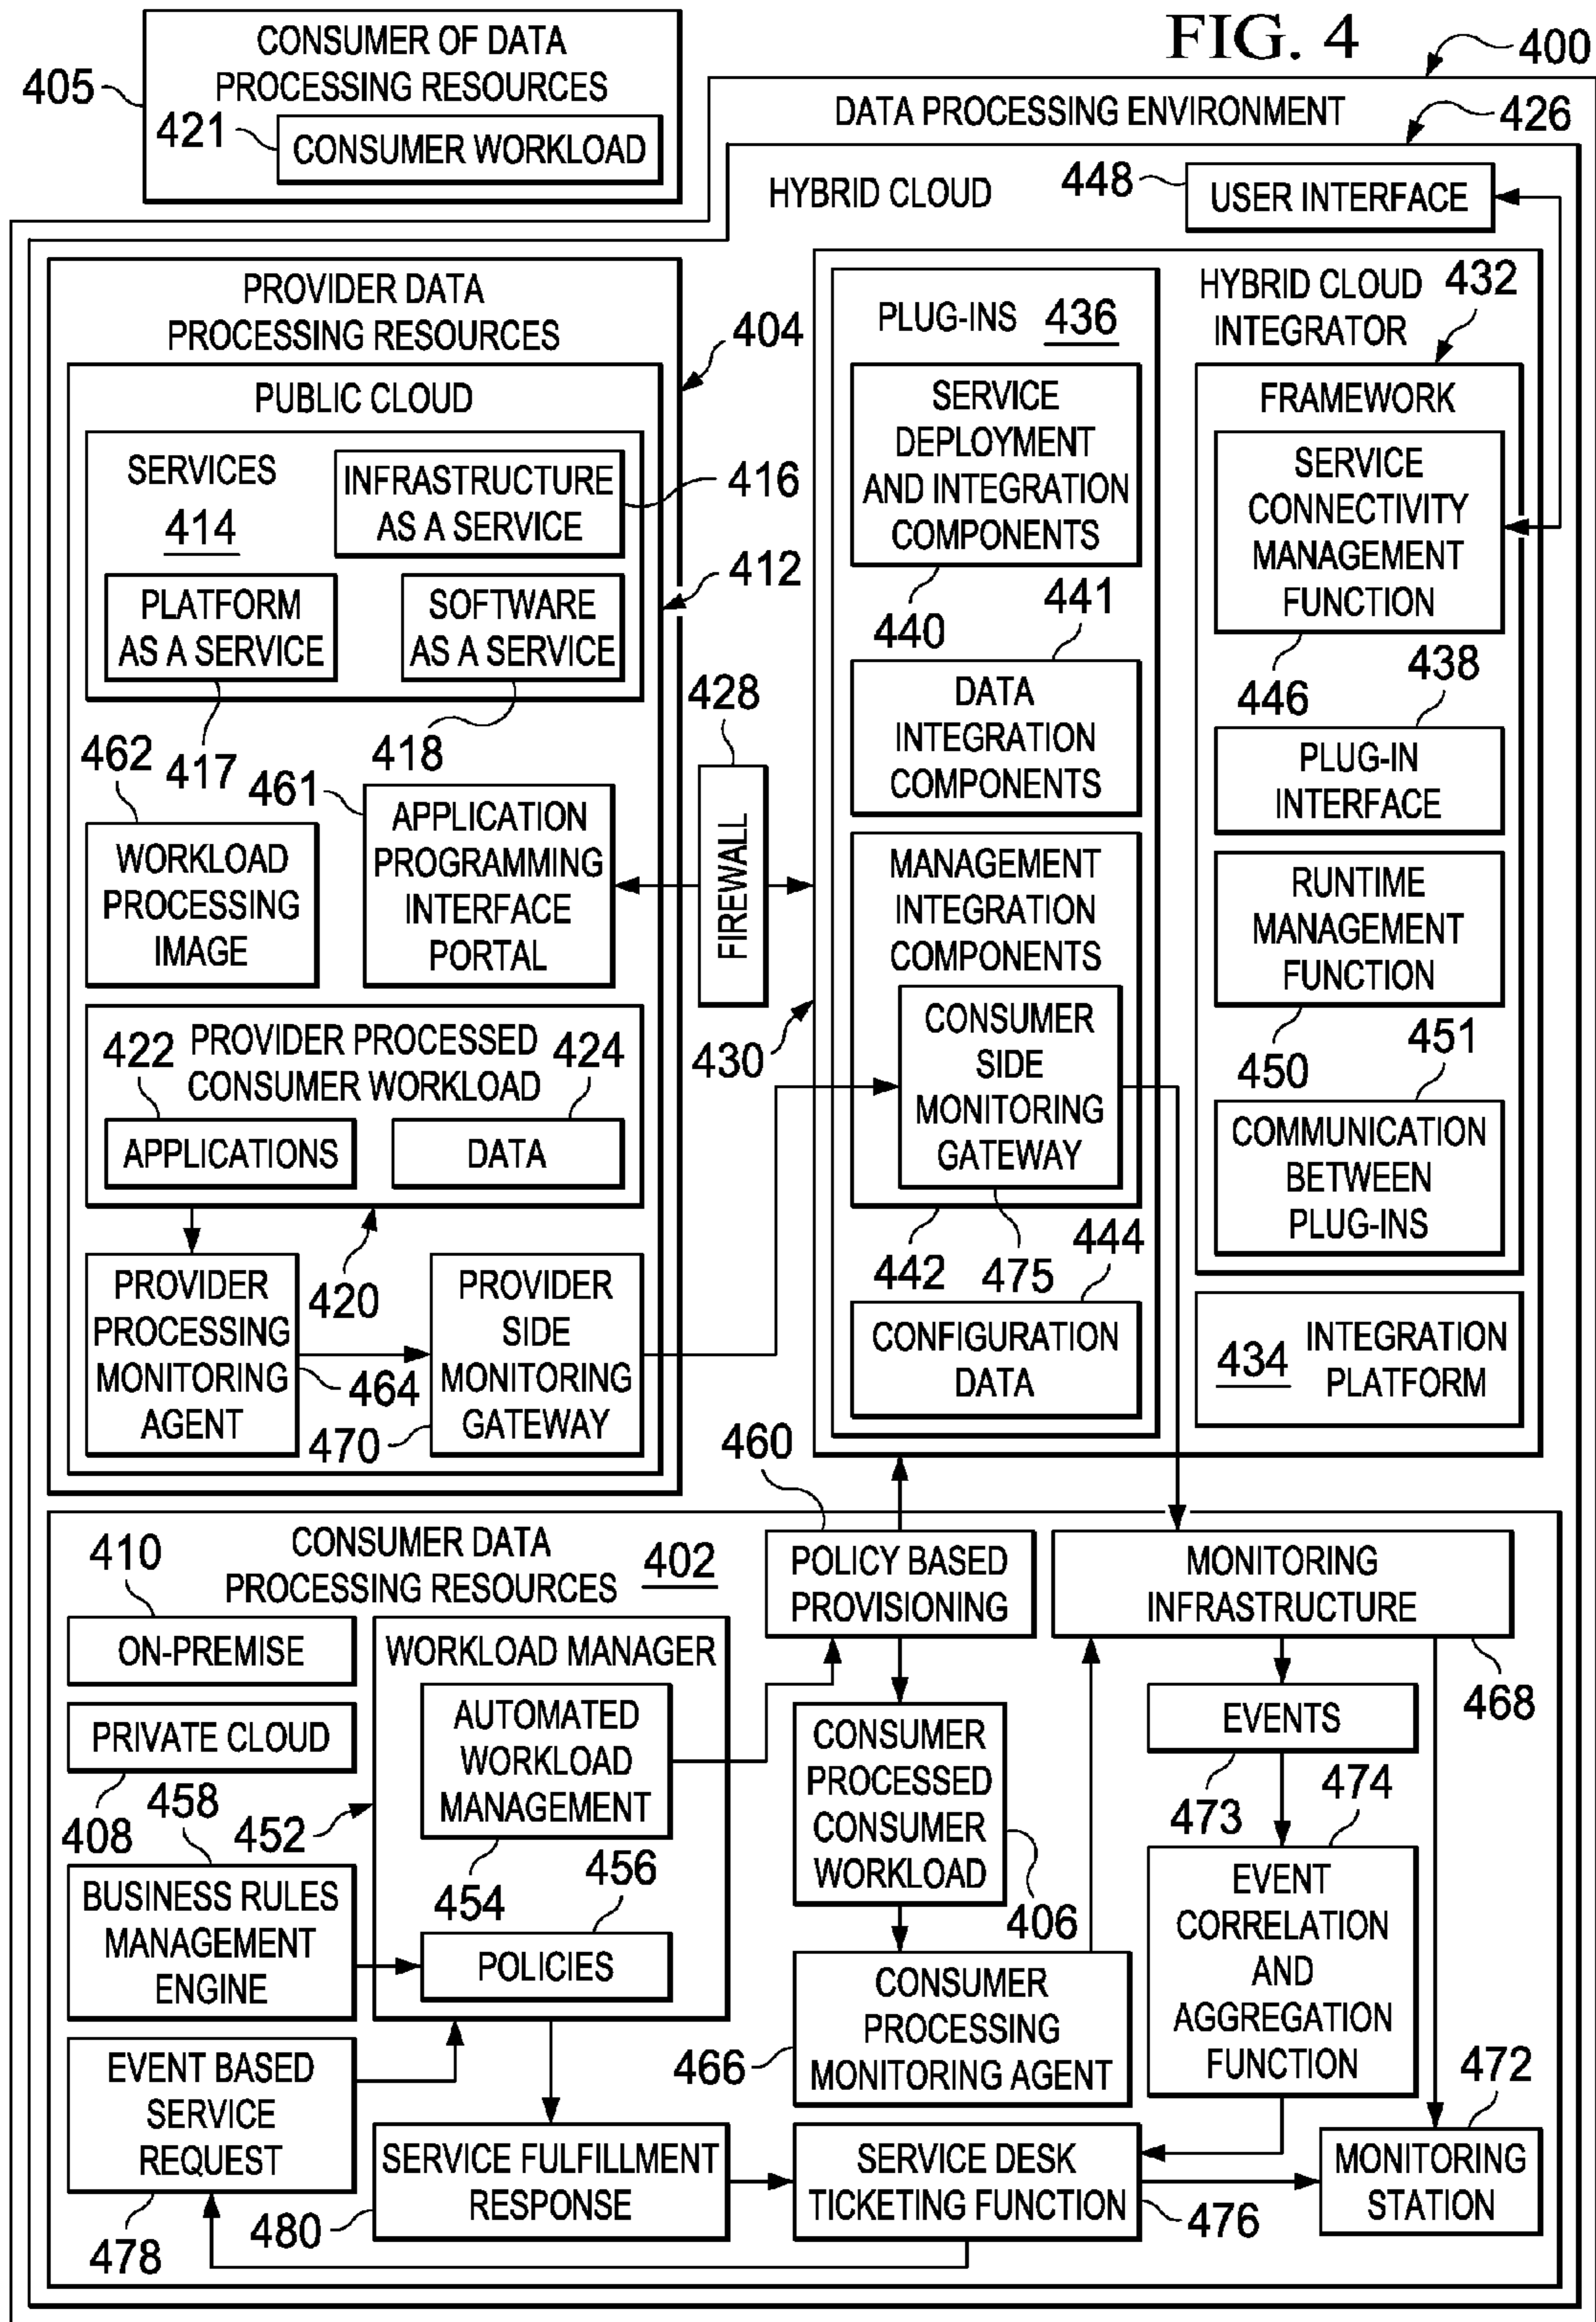 FIG. 4
400
CONSUMER OF DATA
PROCESSING RESOURCES
405
421
CONSUMER WORKLOAD
DATA PROCESSING ENVIRONMENT
426
HYBRID CLOUD
448
USER INTERFACE
PROVIDER DATA
PROCESSING RESOURCES
404
PUBLIC CLOUD
SERVICES
414
INFRASTRUCTURE
AS A SERVICE
416
412
PLATFORM
AS A SERVICE
SOFTWARE
AS A SERVICE
417
418
462
461
WORKLOAD
PROCESSING
IMAGE
APPLICATION
PROGRAMMING
INTERFACE
PORTAL
428
FIREWALL
422
PROVIDER PROCESSED
CONSUMER WORKLOAD
424
APPLICATIONS
DATA
420
PROVIDER
PROCESSING
MONITORING
AGENT
464
PROVIDER
SIDE
MONITORING
GATEWAY
470
430
HYBRID CLOUD
INTEGRATOR
432
PLUG-INS 436
SERVICE
DEPLOYMENT
AND INTEGRATION
COMPONENTS
440
441
DATA
INTEGRATION
COMPONENTS
MANAGEMENT
INTEGRATION
COMPONENTS
CONSUMER
SIDE
MONITORING
GATEWAY
442
475
444
CONFIGURATION
DATA
FRAMEWORK
SERVICE
CONNECTIVITY
MANAGEMENT
FUNCTION
446
438
PLUG-IN
INTERFACE
RUNTIME
MANAGEMENT
FUNCTION
450
451
COMMUNICATION
BETWEEN
PLUG-INS
434
INTEGRATION
PLATFORM
460
CONSUMER DATA
PROCESSING RESOURCES
402
410
ON-PREMISE
PRIVATE CLOUD
408
458
452
WORKLOAD MANAGER
AUTOMATED
WORKLOAD
MANAGEMENT
454
456
POLICIES
BUSINESS RULES
MANAGEMENT
ENGINE
POLICY BASED
PROVISIONING
CONSUMER
PROCESSED
CONSUMER
WORKLOAD
406
CONSUMER
PROCESSING
MONITORING AGENT
466
MONITORING
INFRASTRUCTURE
468
EVENTS
473
474
EVENT
CORRELATION
AND
AGGREGATION
FUNCTION
472
MONITORING
STATION
EVENT BASED
SERVICE
REQUEST
478
SERVICE FULFILLMENT
RESPONSE
480
SERVICE DESK
TICKETING FUNCTION
476